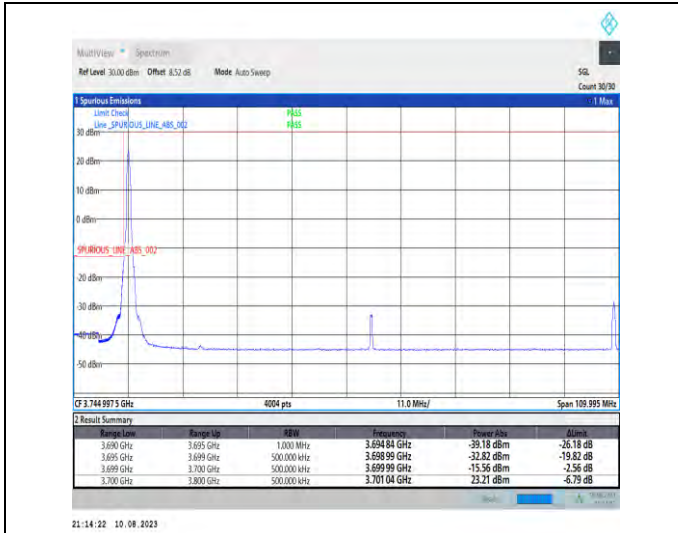 MultiView Spectrum
Ref Level 30.00 dBm Offset 8.52 dB Mode Auto Sweep SGL
Count 30/30
1 Spurious Emissions 1 Max
Limit Check PASS
Line _SPURIOUS_LINE_ABS_002 PASS
30 dBm
20 dBm
10 dBm
0 dBm
SPURIOUS_LINE_ABS_002
-20 dBm
-30 dBm
-40 dBm
-50 dBm
CF 3.744 997 5 GHz 4004 pts 11.0 MHz/ Span 109.995 MHz
2 Result Summary
Range Low Range Up RBW Frequency Power Abs ΔLimit
3.690 GHz 3.695 GHz 1.000 MHz 3.694 84 GHz -39.18 dBm -26.18 dB
3.695 GHz 3.699 GHz 500.000 kHz 3.698 99 GHz -32.82 dBm -19.82 dB
3.699 GHz 3.700 GHz 500.000 kHz 3.699 99 GHz -15.56 dBm -2.56 dB
3.700 GHz 3.800 GHz 500.000 kHz 3.701 04 GHz 23.21 dBm -6.79 dB
21:14:22 10.08.2023